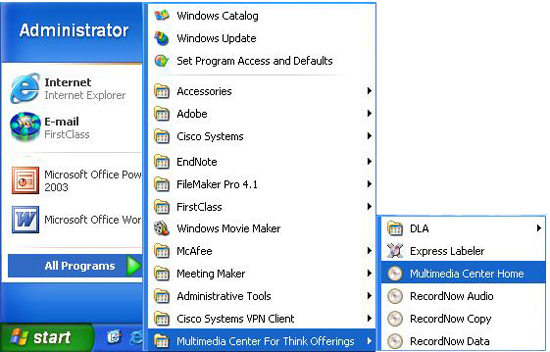 Administrator
Internet
Internet Explorer
E-mail
FirstClass
Microsoft Office Pow
2003
Microsoft Office Wor
All Programs
start
Windows Catalog
Windows Update
Set Program Access and Defaults
Accessories
Adobe
Cisco Systems
EndNote
FileMaker Pro 4.1
FirstClass
Windows Movie Maker
McAfee
Meeting Maker
Administrative Tools
Cisco Systems VPN Client
Multimedia Center For Think Offerings
DLA
Express Labeler
Multimedia Center Home
RecordNow Audio
RecordNow Copy
RecordNow Data